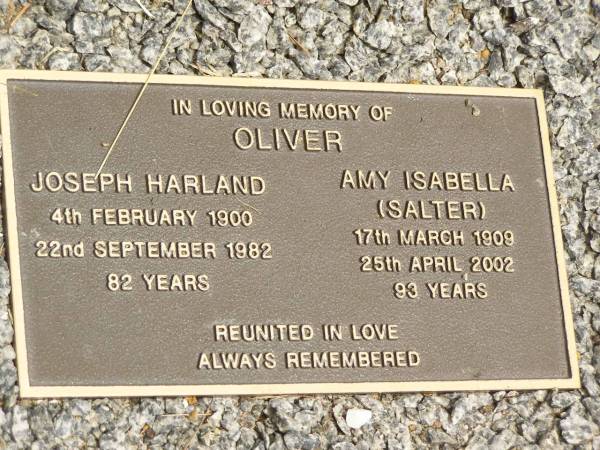 IN LOVING MEMORY OF
OLIVER
JOSEPH HARLAND
4th FEBRUARY 1900
22nd SEPTEMBER 1982
82 YEARS
AMY ISABELLA
(SALTER)
17th MARCH 1909
25th APRIL 2002
93 YEARS
REUNITED IN LOVE
ALWAYS REMEMBERED